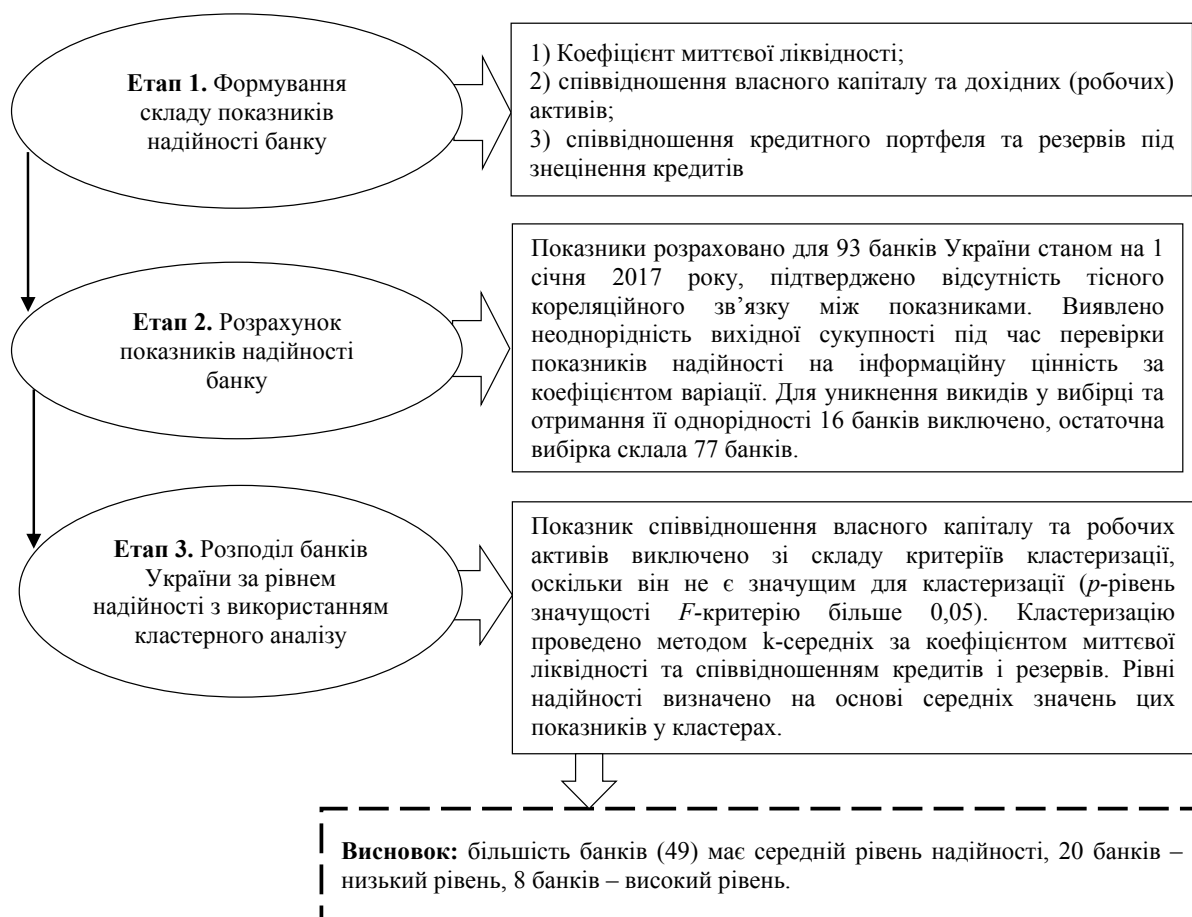 Етап 1. Формування
складу показників
надійності банку
1) Коефіцієнт миттєвої ліквідності;
2) співвідношення власного капіталу та дохідних (робочих)
активів;
3) співвідношення кредитного портфеля та резервів під
знецінення кредитів
Етап 2. Розрахунок
показників надійності
банку
Показники розраховано для 93 банків України станом на 1
січня 2017 року, підтверджено відсутність тісного
кореляційного зв’язку між показниками. Виявлено
неоднорідність вихідної сукупності під час перевірки
показників надійності на інформаційну цінність за
коефіцієнтом варіації. Для уникнення викидів у вибірці та
отримання її однорідності 16 банків виключено, остаточна
вибірка склала 77 банків.
Етап 3. Розподіл банків
України за рівнем
надійності з використанням
кластерного аналізу
Показник співвідношення власного капіталу та робочих
активів виключено зі складу критеріїв кластеризації,
оскільки він не є значущим для кластеризації (p-рівень
значущості F-критерію більше 0,05). Кластеризацію
проведено методом k-середніх за коефіцієнтом миттєвої
ліквідності та співвідношенням кредитів і резервів. Рівні
надійності визначено на основі середніх значень цих
показників у кластерах.
Висновок: більшість банків (49) має середній рівень надійності, 20 банків –
низький рівень, 8 банків – високий рівень.